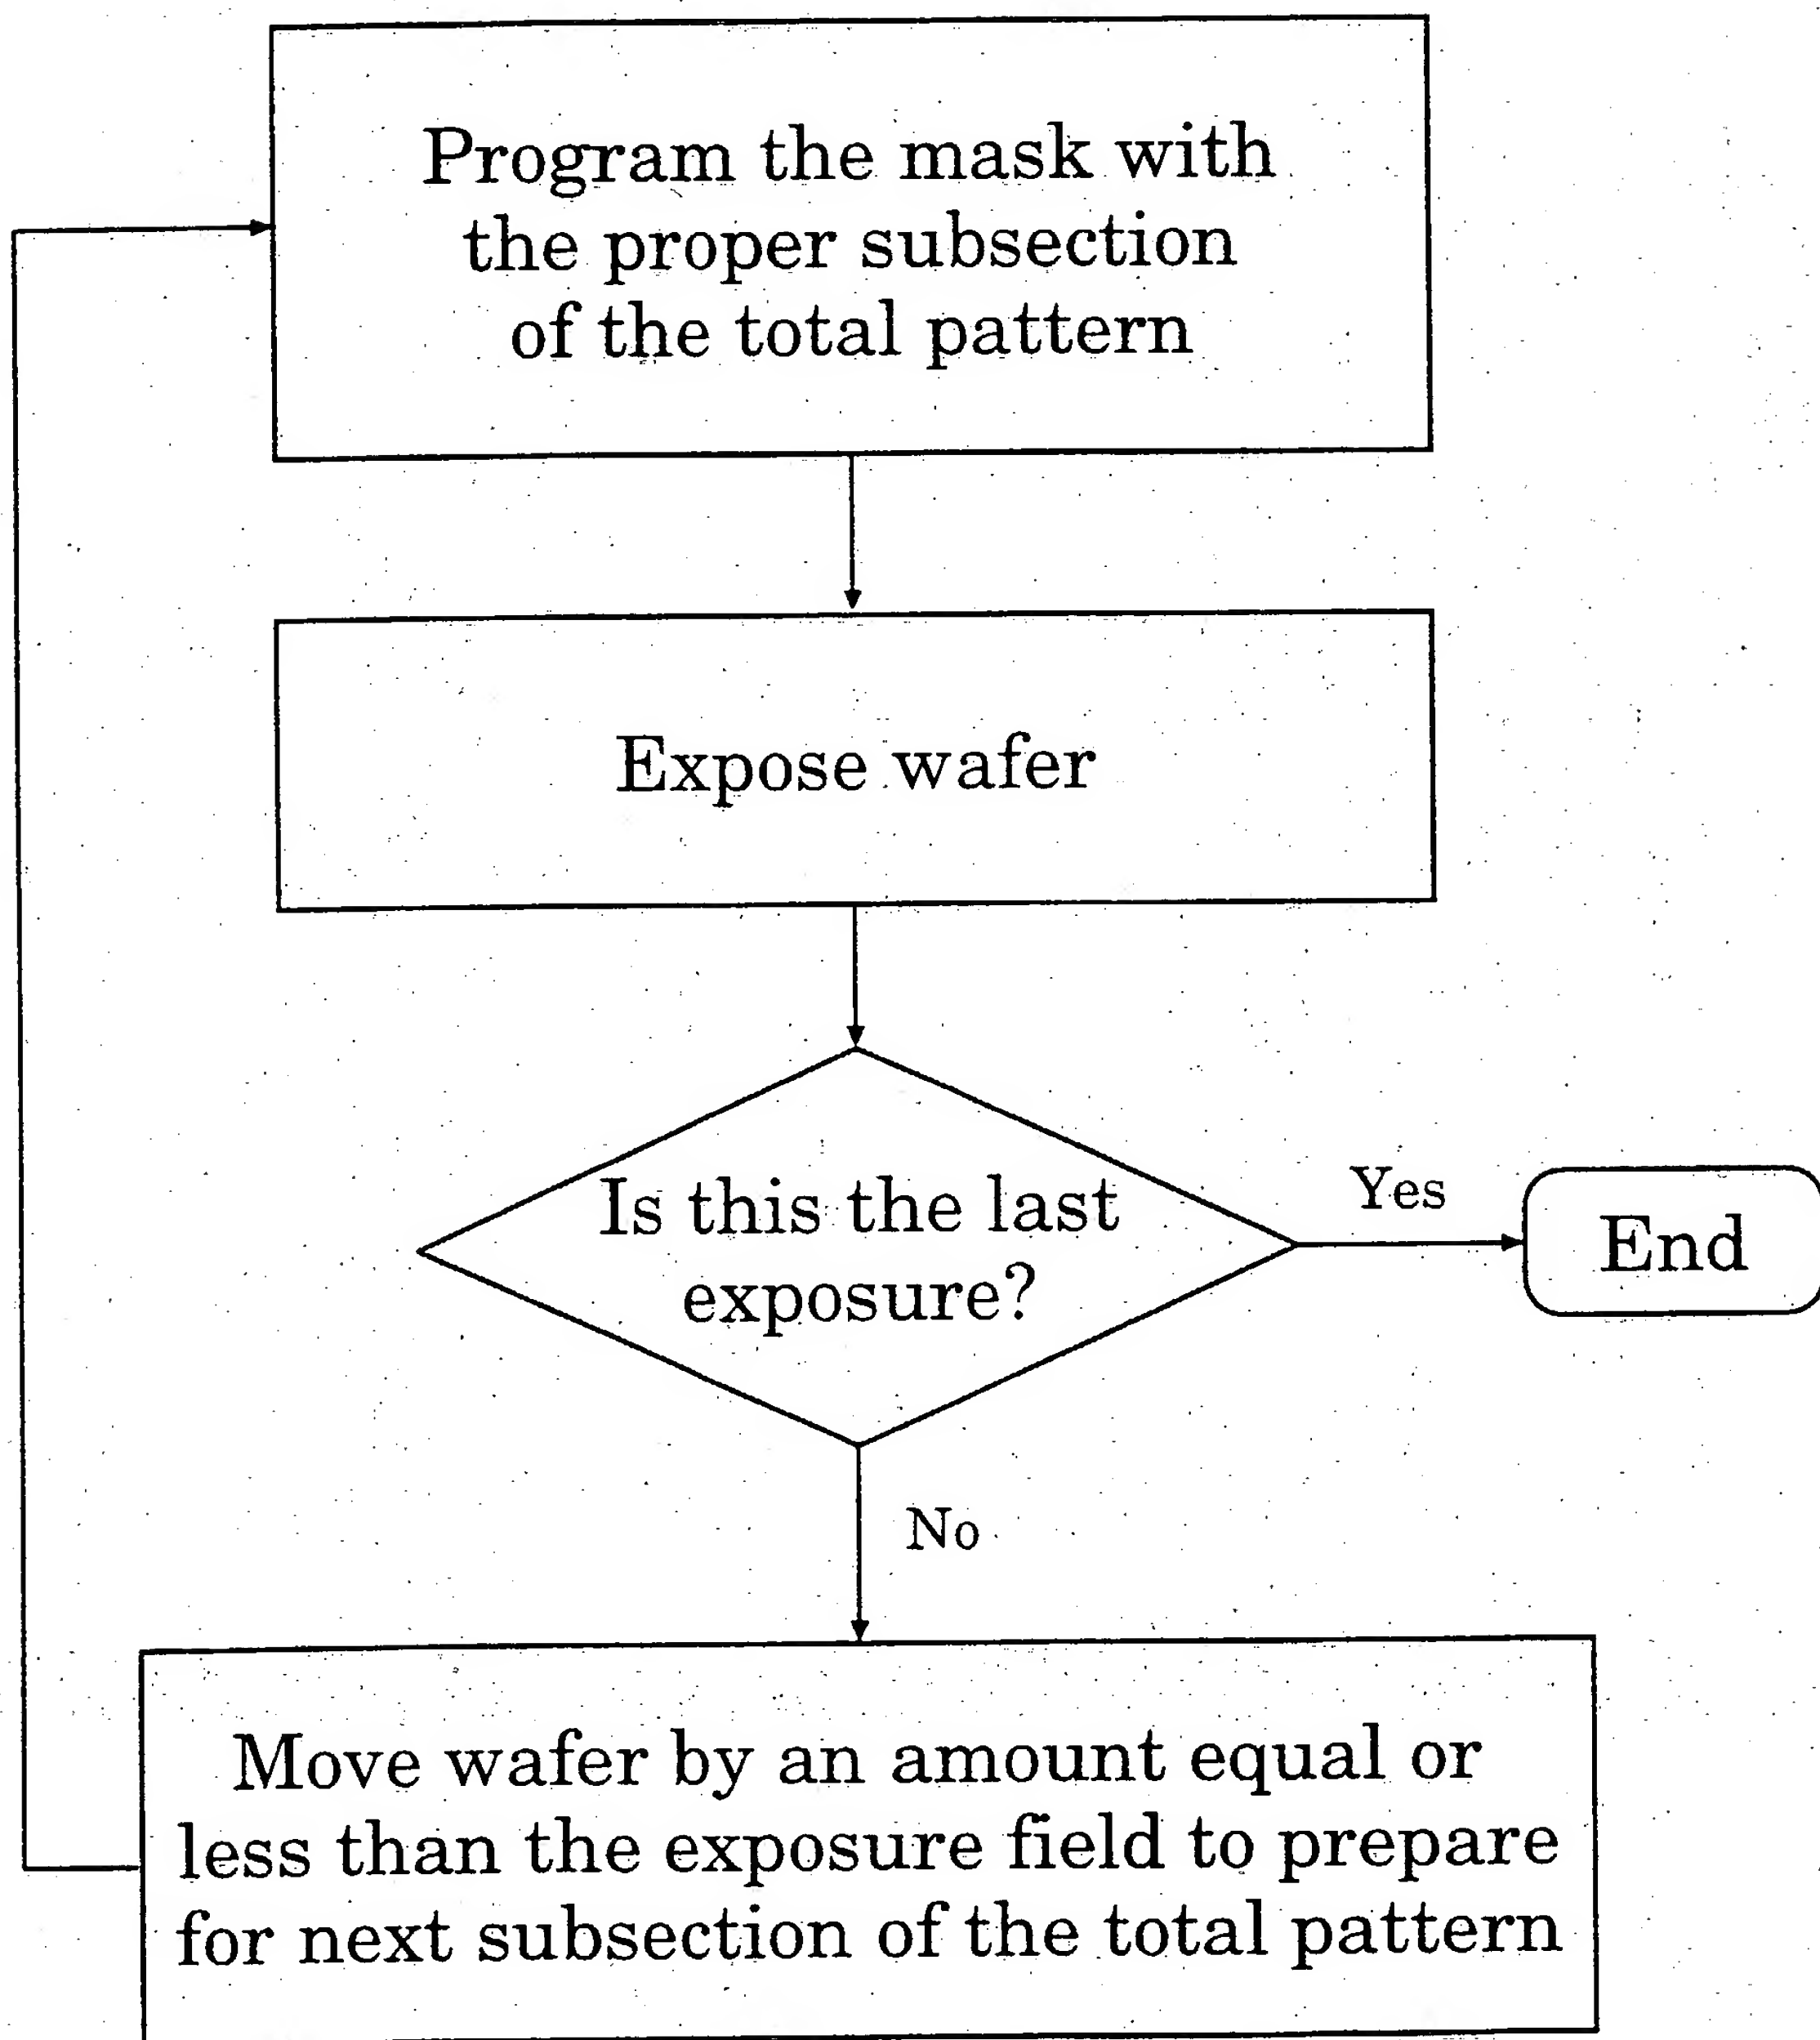 Program the mask with
the proper subsection
of the total pattern
Expose wafer
Is this the last
exposure?
Yes
End
No
Move wafer by an amount equal or
less than the exposure field to prepare
for next subsection of the total pattern